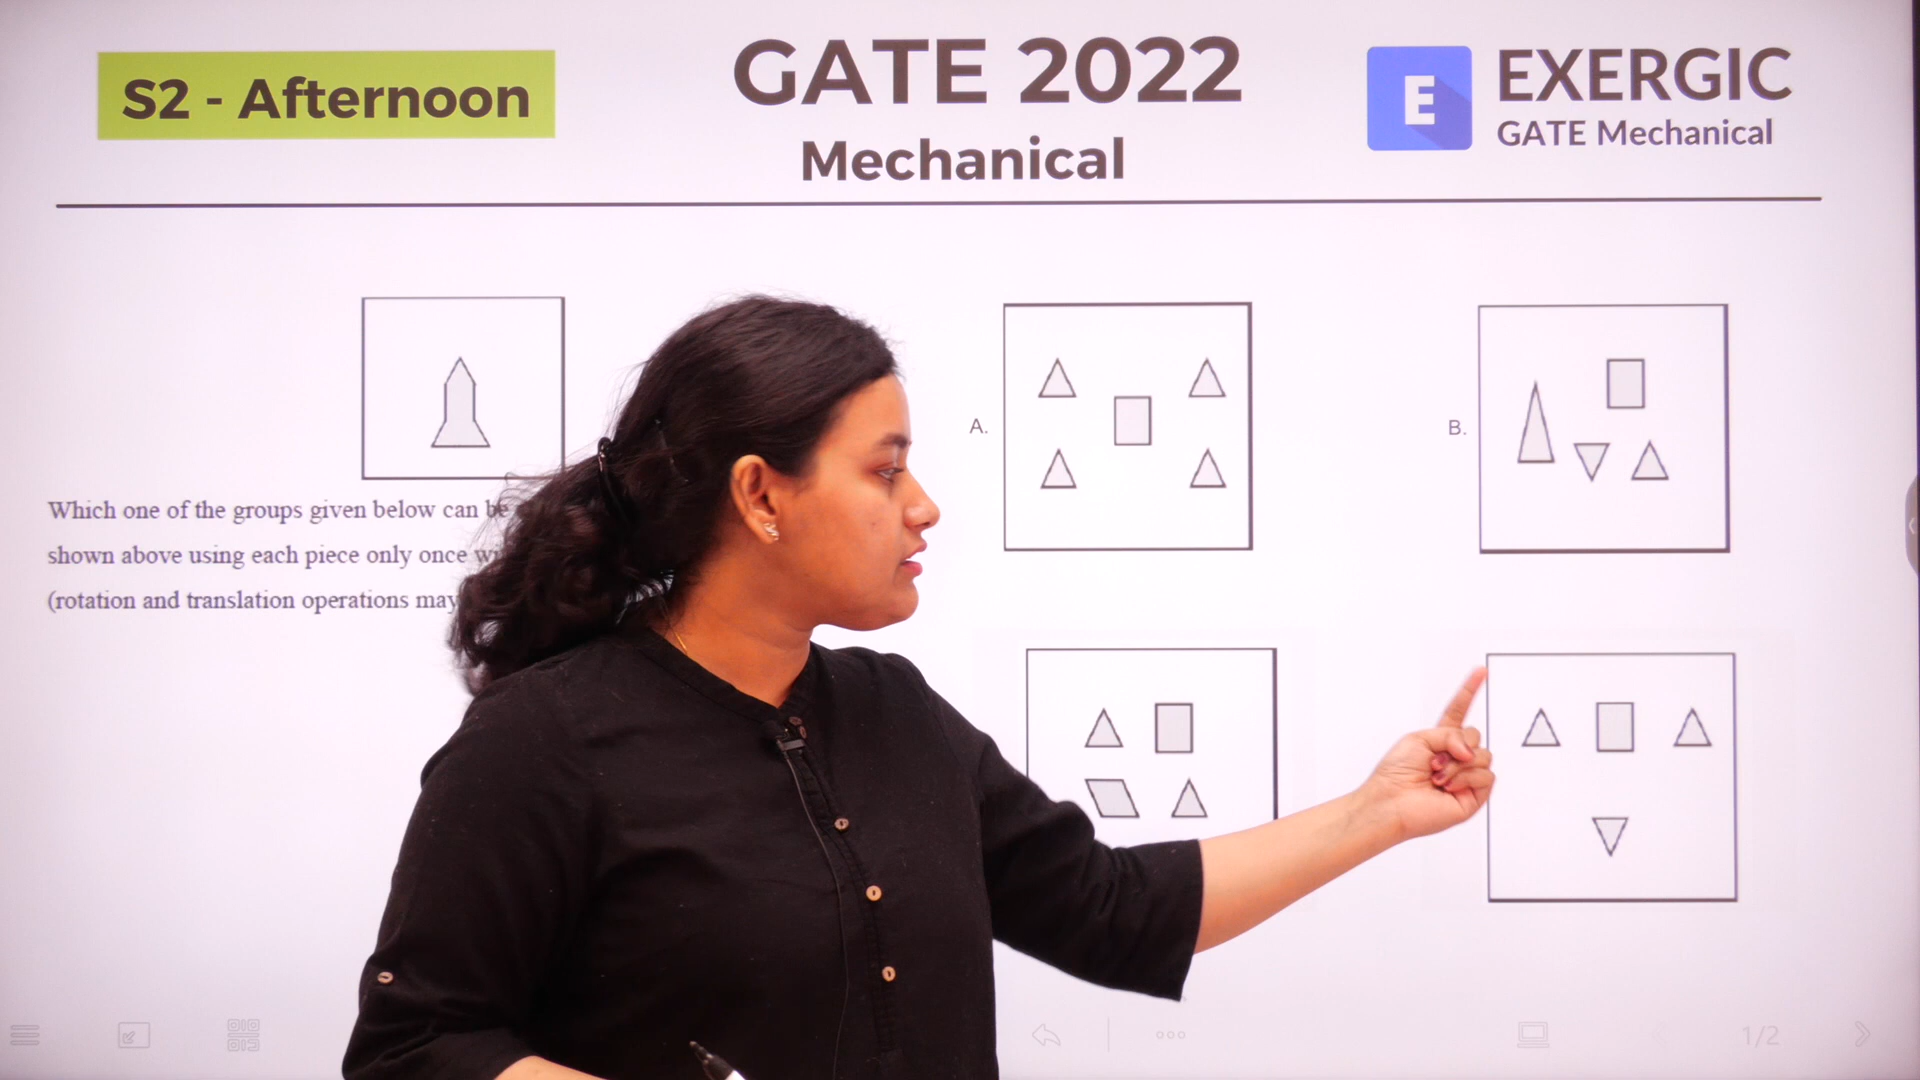 S2 - Afternoon
GATE 2022
Mechanical
E
EXERGIC
GATE Mechanical
Which one of the groups given below can be
shown above using each piece only once
(rotation and translation operations may
A.
B.
1/2